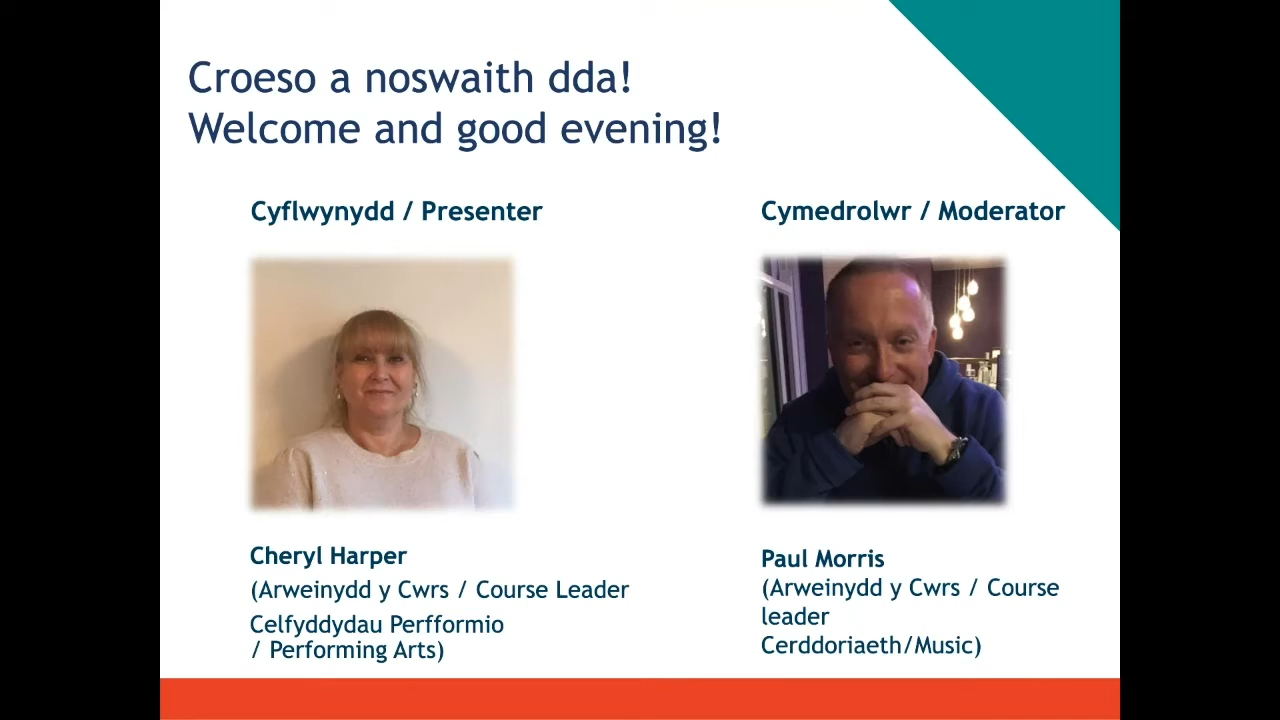 Croeso a noswaith dda!
Welcome and good evening!
Cyflwynydd / Presenter
Cymedrolwr / Moderator
Cheryl Harper
(Arweinydd y Cwrs / Course Leader
Celfyddydau Perfformio
/ Performing Arts)
Paul Morris
(Arweinydd y Cwrs / Course
leader
Cerddoriaeth/Music)